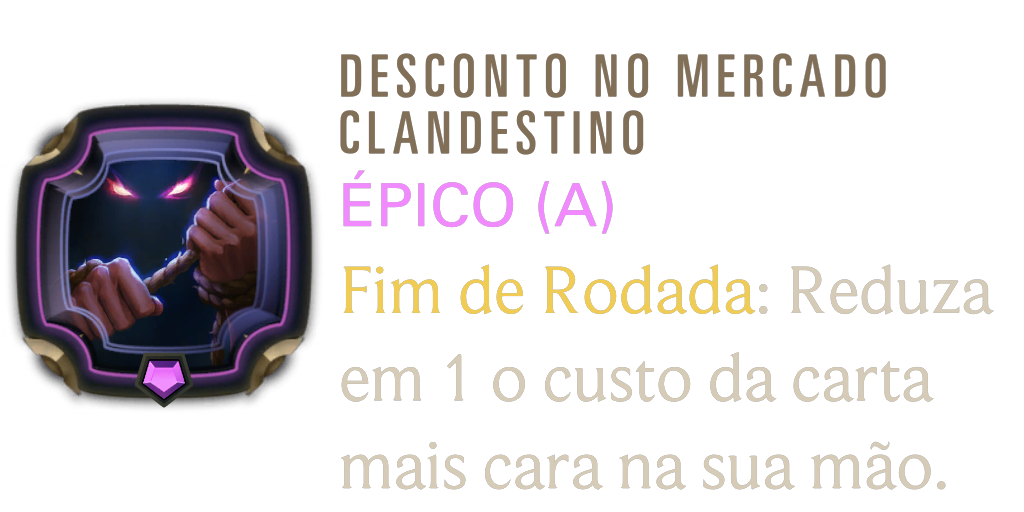 DESCONTO NO MERCADO
CLANDESTINO
ÉPICO (A)
Fim de Rodada: Reduza
em 1 o custo da carta
mais cara na sua mão.